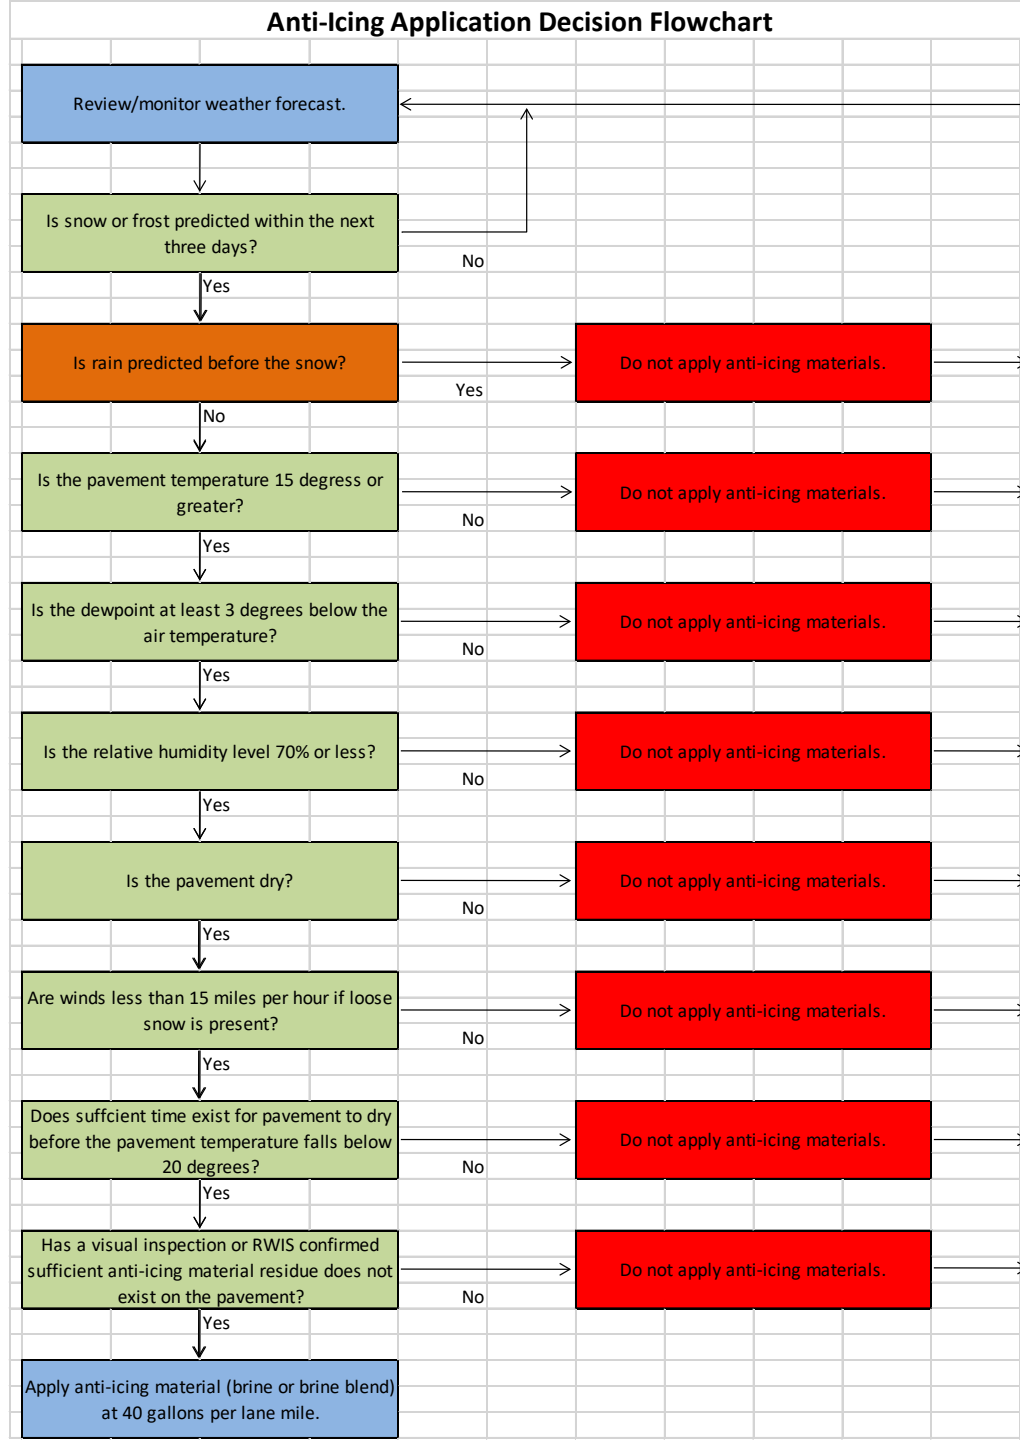 Anti-Icing Application Decision Flowchart
Review/monitor weather forecast.
Is snow or frost predicted within the next
three days?
No
Yes
Is rain predicted before the snow?
Do not apply anti-icing materials.
Yes
No
Is the pavement temperature 15 degress or
greater?
Do not apply anti-icing materials.
No
Yes
Is the dewpoint at least 3 degrees below the
air temperature?
Do not apply anti-icing materials.
No
Yes
Is the relative humidity level 70% or less?
Do not apply anti-icing materials.
No
Yes
Is the pavement dry?
Do not apply anti-icing materials.
No
Yes
Are winds less than 15 miles per hour if loose
snow is present?
Do not apply anti-icing materials.
No
Yes
Does suffcient time exist for pavement to dry
before the pavement temperature falls below
20 degrees?
Do not apply anti-icing materials.
No
Yes
Has a visual inspection or RWIS confirmed
sufficient anti-icing material residue does not
exist on the pavement?
Do not apply anti-icing materials.
No
Yes
Apply anti-icing material (brine or brine blend)
at 40 gallons per lane mile.